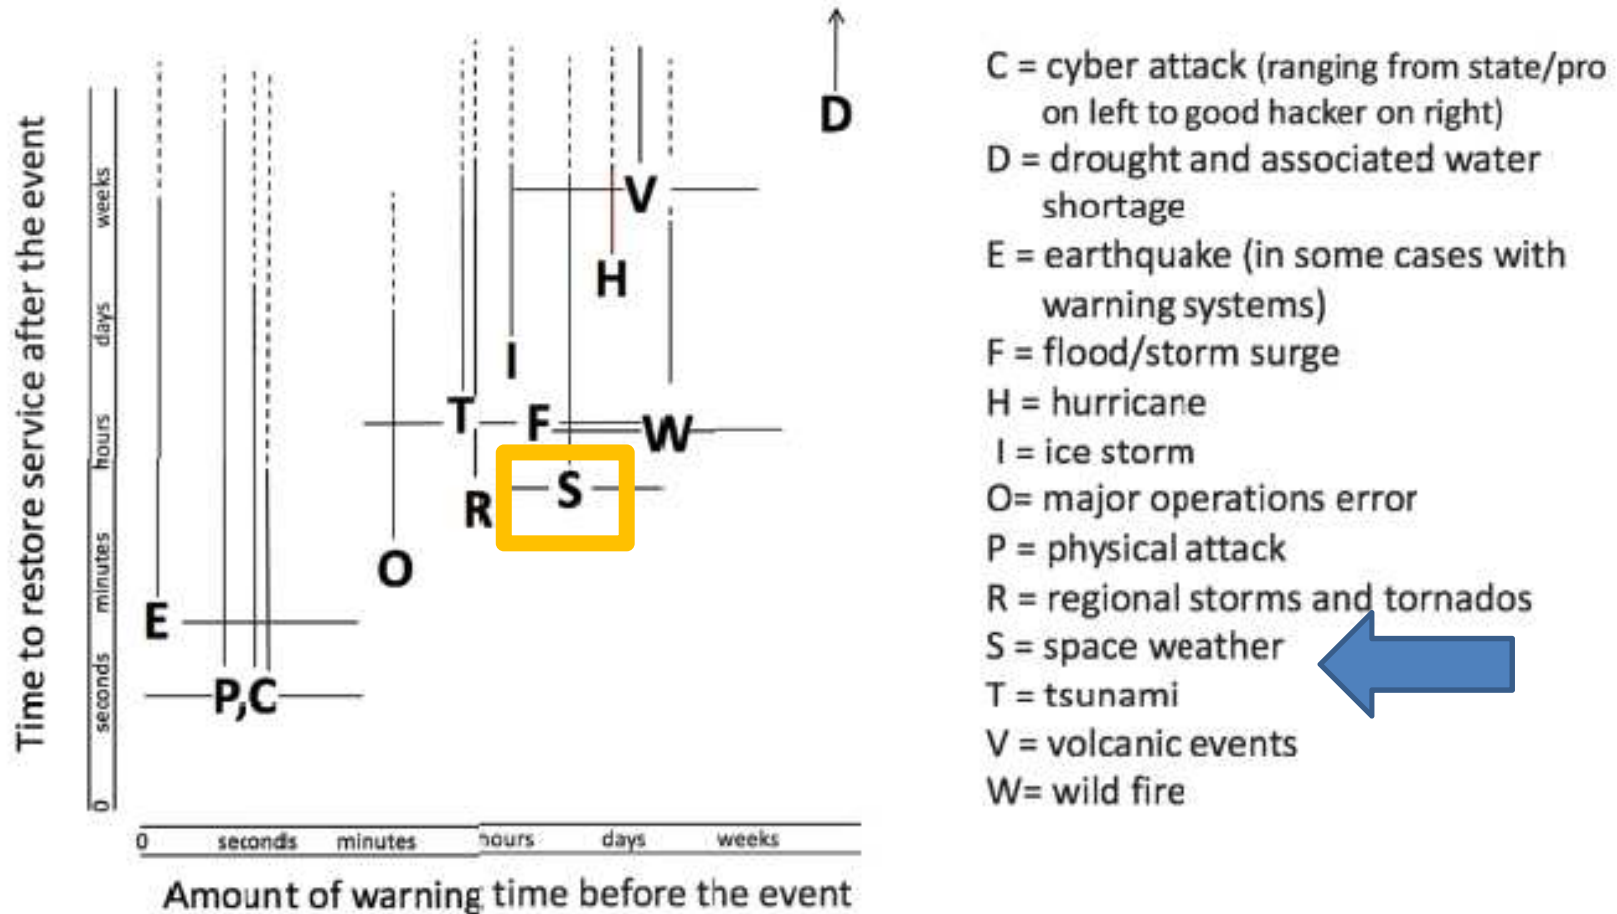 Time to restore service after the event
weeks
days
hours
minutes
seconds
0
D
V
H
I
T
F
W
S
R
O
E
P,C
0 seconds minutes hours days weeks
Amount of warning time before the event
C = cyber attack (ranging from state/pro
on left to good hacker on right)
D = drought and associated water
shortage
E = earthquake (in some cases with
warning systems)
F = flood/storm surge
H = hurricane
I = ice storm
O= major operations error
P = physical attack
R = regional storms and tornados
S = space weather
T = tsunami
V = volcanic events
W= wild fire